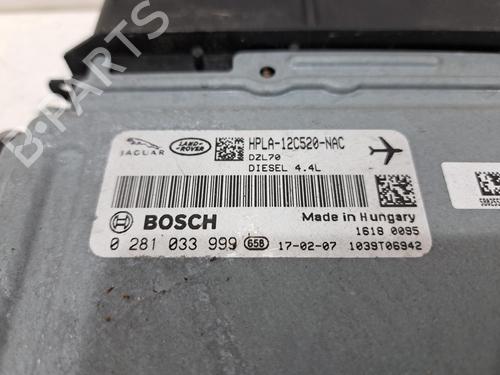 JAGUAR
LAND-
ROVER
HPLA-12C520-NAC
DZL70
DIESEL 4.4L
BOSCH
Made in Hungary
1618 0095
0 281 033 999 65B 17-02-07 1039T06942
B-PARTS